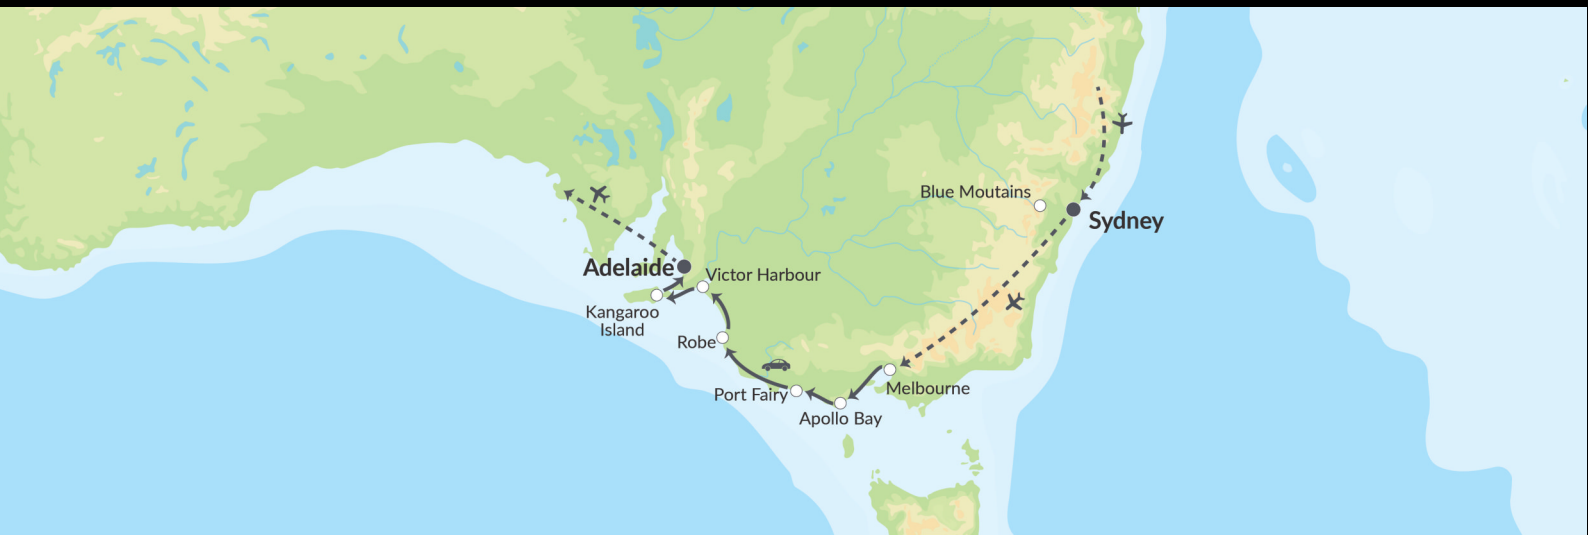 Blue Moutains
Sydney
Adelaide
Victor Harbour
Kangaroo
Island
Robe
Port Fairy
Melbourne
Apollo Bay